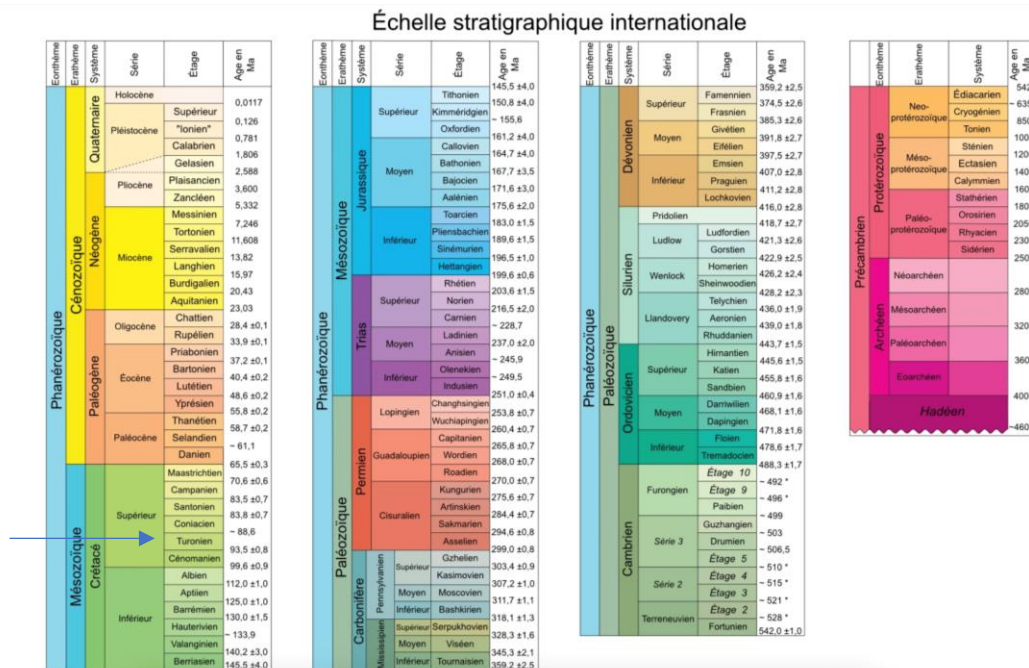 Échelle stratigraphique internationale
Eonthème Erathème Système Série Étage Age en Ma
Phanérozoïque
Cénozoïque
Quaternaire
Holocène
0,0117
Pléistocène
Supérieur
0,126
"Ionien"
0,781
Calabrien
1,806
Gelasien
2,588
Néogène
Pliocène
Plaisancien
3,600
Zancléen
5,332
Miocène
Messinien
7,246
Tortonien
11,608
Serravalien
13,82
Langhien
15,97
Burdigalien
20,43
Aquitanien
23,03
Paléogène
Oligocène
Chattien
28,4 ±0,1
Rupélien
33,9 ±0,1
Éocène
Priabonien
37,2 ±0,1
Bartonien
40,4 ±0,2
Lutétien
48,6 ±0,2
Yprésien
55,8 ±0,2
Paléocène
Thanétien
58,7 ±0,2
Selandien
~ 61,1
Danien
65,5 ±0,3
Mésozoïque
Crétacé
Supérieur
Maastrichtien
70,6 ±0,6
Campanien
83,5 ±0,7
Santonien
83,8 ±0,7
Coniacien
~ 88,6
Turonien
93,5 ±0,8
Cénomanien
99,6 ±0,9
Inférieur
Albien
112,0 ±1,0
Aptiien
125,0 ±1,0
Barrémien
130,0 ±1,5
Hauterivien
~ 133,9
Valanginien
140,2 ±3,0
Berriasien
145,5 ±4,0
Eonthème Erathème Système Série Étage Age en Ma
145,5 ±4,0
Phanérozoïque
Mésozoïque
Jurassique
Supérieur
Tithonien
150,8 ±4,0
Kimméridgien
~ 155,6
Oxfordien
161,2 ±4,0
Moyen
Callovien
164,7 ±4,0
Bathonien
167,7 ±3,5
Bajocien
171,6 ±3,0
Aalénien
175,6 ±2,0
Inférieur
Toarcien
183,0 ±1,5
Pliensbachien
189,6 ±1,5
Sinémurien
196,5 ±1,0
Hettangien
199,6 ±0,6
Trias
Supérieur
Rhétien
203,6 ±1,5
Norien
216,5 ±2,0
Carnien
~ 228,7
Moyen
Ladinien
237,0 ±2,0
Anisien
~ 245,9
Inférieur
Olenekien
~ 249,5
Indusien
251,0 ±0,4
Paléozoïque
Permien
Lopingien
Changhsingien
253,8 ±0,7
Wuchiapingien
260,4 ±0,7
Guadaloupien
Capitanien
265,8 ±0,7
Wordien
268,0 ±0,7
Roadien
270,0 ±0,7
Cisuralien
Kungurien
275,6 ±0,7
Artinskien
284,4 ±0,7
Sakmarien
294,6 ±0,8
Asselien
299,0 ±0,8
Carbonifère
Pennsylvanien
Supérieur
Gzhelien
303,4 ±0,9
Kasimovien
307,2 ±1,0
Moyen
Moscovien
311,7 ±1,1
Inférieur
Bashkirien
318,1 ±1,3
Mississipien
Supérieur
Serpukhovien
328,3 ±1,6
Moyen
Viséen
345,3 ±2,1
Inférieur
Tournaisien
359,2 ±2,5
Eonthème Erathème Système Série Étage Age en Ma
359,2 ±2,5
Phanérozoïque
Paléozoïque
Dévonien
Supérieur
Famennien
374,5 ±2,6
Frasnien
385,3 ±2,6
Moyen
Givétien
391,8 ±2,7
Eifélien
397,5 ±2,7
Inférieur
Emsien
407,0 ±2,8
Praguien
411,2 ±2,8
Lochkovien
416,0 ±2,8
Silurien
Pridolien
418,7 ±2,7
Ludlow
Ludfordien
421,3 ±2,6
Gorstien
422,9 ±2,5
Wenlock
Homerien
426,2 ±2,4
Sheinwoodien
428,2 ±2,3
Llandovery
Telychien
436,0 ±1,9
Aeronien
439,0 ±1,8
Rhuddanien
443,7 ±1,5
Ordovicien
Supérieur
Hirnantien
445,6 ±1,5
Katien
455,8 ±1,6
Sandbien
460,9 ±1,6
Moyen
Darriwilien
468,1 ±1,6
Dapingien
471,8 ±1,6
Inférieur
Floien
478,6 ±1,7
Tremadocien
488,3 ±1,7
Cambrien
Furongien
Étage 10
~ 492 *
Étage 9
~ 496 *
Paibien
~ 499
Série 3
Guzhangien
~ 503
Drumien
~ 506,5
Étage 5
~ 510 *
Série 2
Étage 4
~ 515 *
Étage 3
~ 521 *
Terreneuvien
Étage 2
~ 528 *
Fortunien
542,0 ±1,0
Eonthème Erathème Système Age en Ma
542
Précambrien
Protérozoïque
Neo-protérozoïque
Édiacarien
~635
Cryogénien
850
Tonien
Méso-protérozoïque
Sténien
Ectasien
Calymmien
Paléo-protérozoïque
Stathérien
Orosirien
Rhyacien
Sidérien
Archéen
Néoarchéen
Mésoarchéen
Paléoarchéen
Eoarchéen
Hadéen